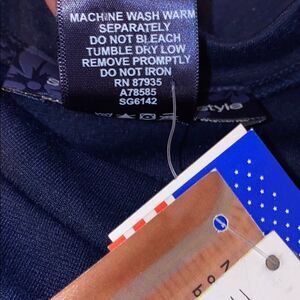 MACHINE WASH WARM
SEPARATELY
DO NOT BLEACH
TUMBLE DRY LOW
REMOVE PROMPTLY
DO NOT IRON
RN 87935
A78585
SG6142
style